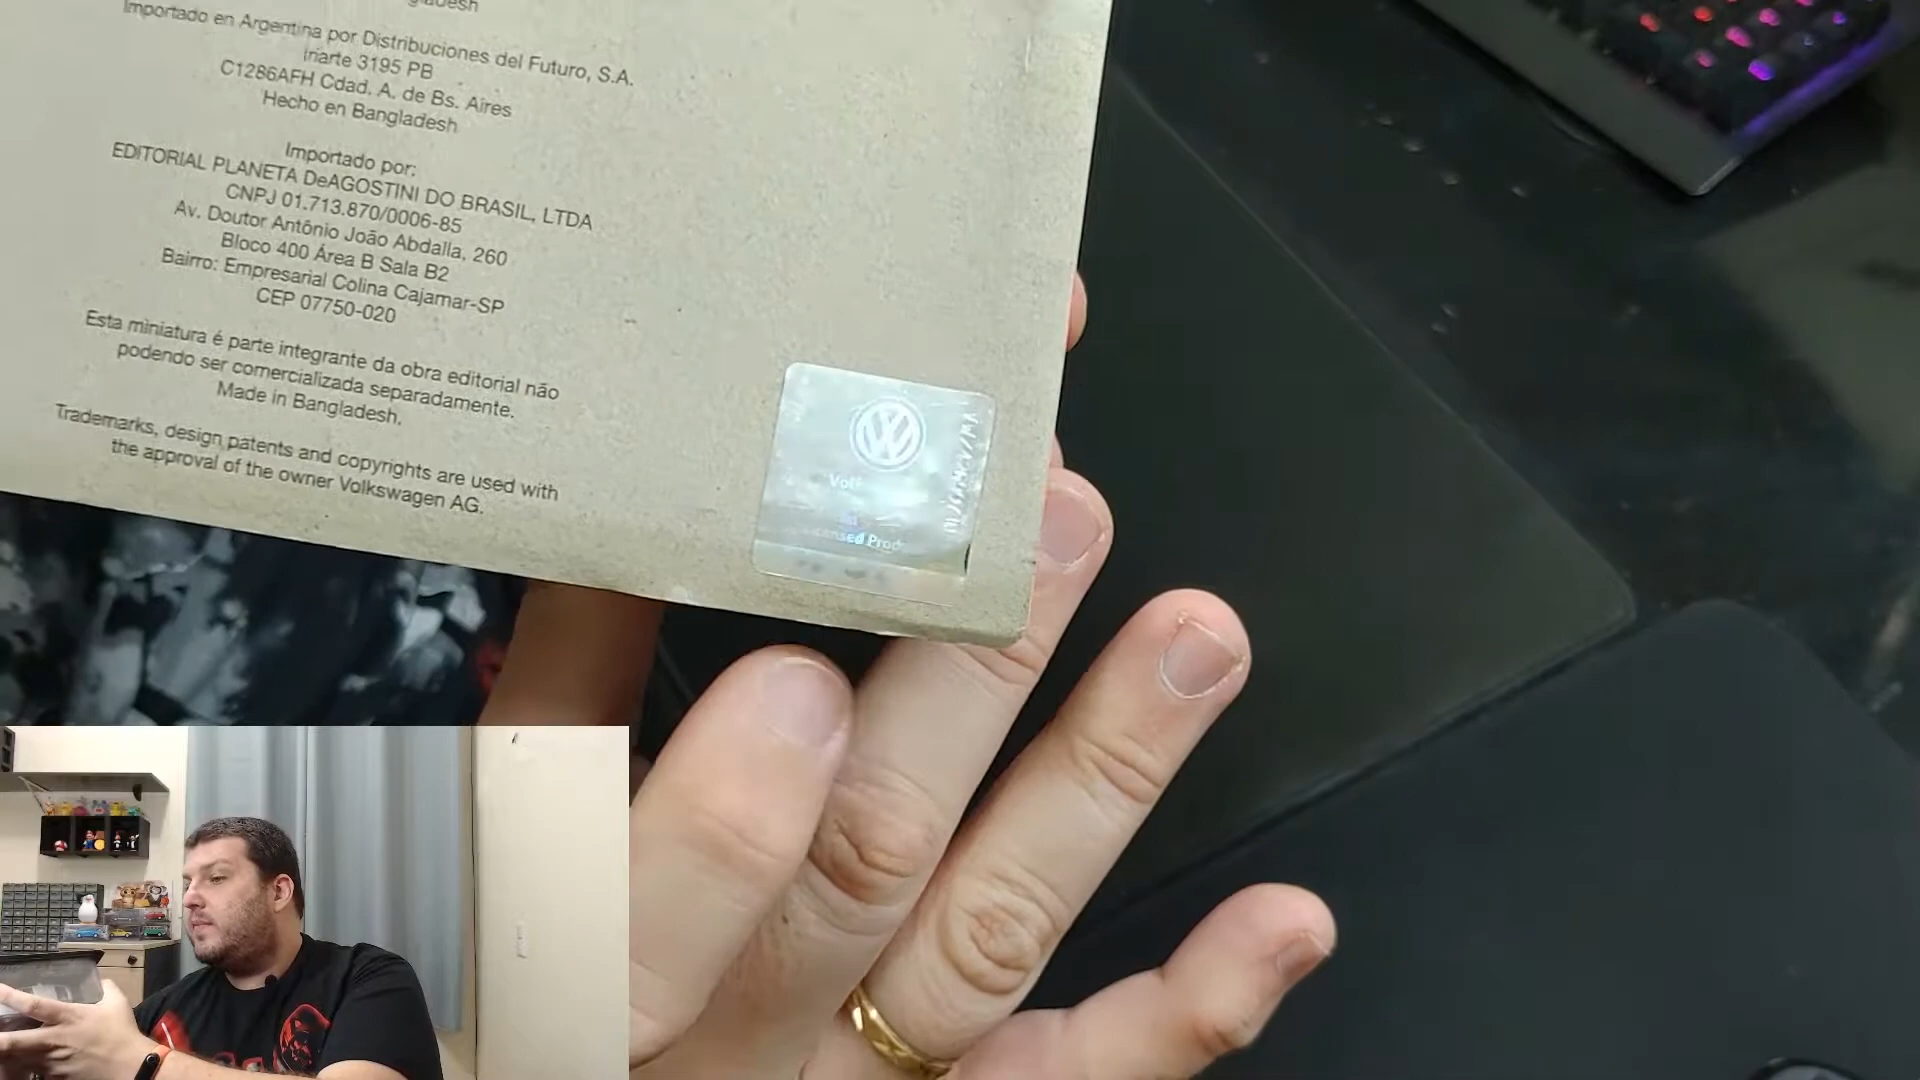 Importado en Argentina por Distribuciones del Futuro, S.A.
Iriarte 3195 PB
C1286AFH Cdad. A. de Bs. Aires
Hecho en Bangladesh
Importado por:
EDITORIAL PLANETA DeAGOSTINI DO BRASIL, LTDA
CNPJ 01.713.870/0006-85
Av. Doutor Antônio João Abdalla, 260
Bloco 400 Área B Sala B2
Bairro: Empresarial Colina Cajamar-SP
CEP 07750-020
Esta miniatura é parte integrante da obra editorial não
podendo ser comercializada separadamente.
Made in Bangladesh.
Trademarks, design patents and copyrights are used with
the approval of the owner Volkswagen AG.